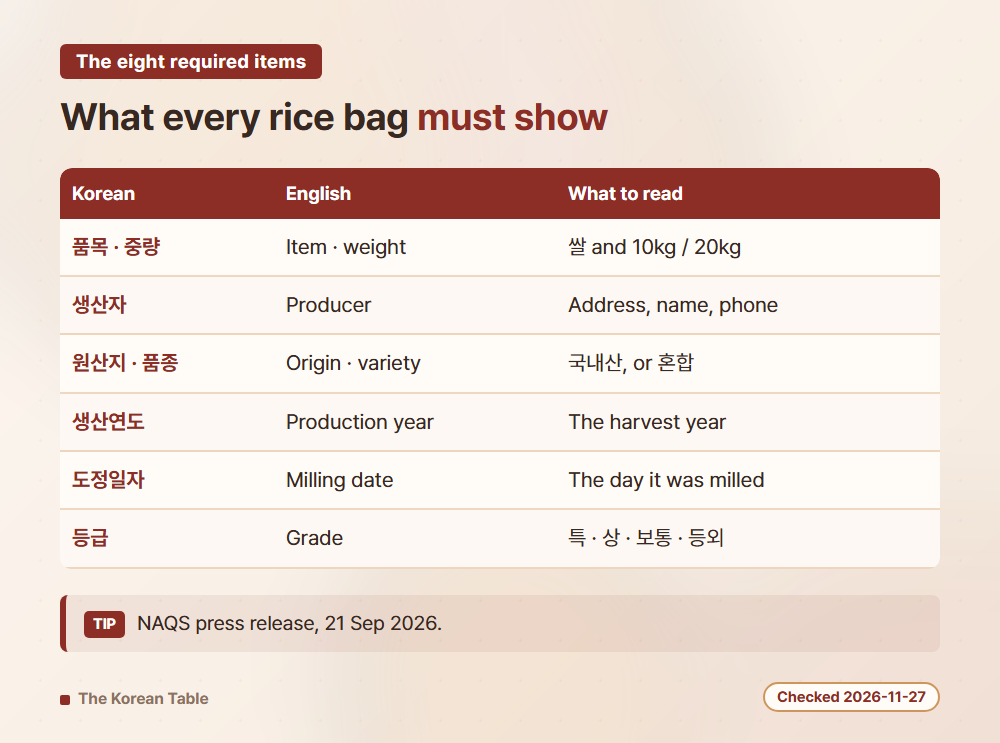 The eight required items
What every rice bag must show
Korean English What to read
품목 · 중량 Item · weight 쌀 and 10kg / 20kg
생산자 Producer Address, name, phone
원산지 · 품종 Origin · variety 국내산, or 혼합
생산연도 Production year The harvest year
도정일자 Milling date The day it was milled
등급 Grade 특 · 상 · 보통 · 등외
TIP NAQS press release, 21 Sep 2026.
The Korean Table Checked 2026-11-27